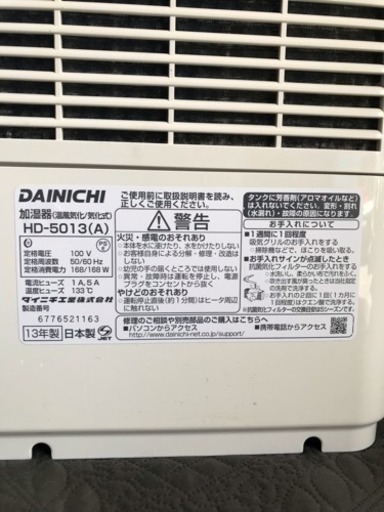 DAINICHI
加湿器(温風気化/気化式)
HD-5013(A)
定格電圧 100 V
定格周波数 50/60 Hz
定格消費電力 168/168 W
電流ヒューズ 1 A,5 A
温度ヒューズ 133℃
ダイニチ工業株式会社
製造番号
6776521163
13年製 日本製
JET
ご使用前に取扱説明書を読み、
正しくご使用ください。
警告
火災・感電のおそれあり
●本体を水に浸けたり、水をかけたりしない
●お客様自身による分解・修理・改造は
しない
●幼児の手の届くところで使わない
●異常・故障時は運転を停止し、電源
プラグをコンセントから抜く
やけどのおそれあり
●運転停止直後(約1分間)はヒータ周辺
に触れない
修理のご相談や別売部品のご購入はこちらへ
■パソコンからアクセス
http://www.dainichi-net.co.jp/support/
■携帯電話からアクセス
タンクに芳香剤(アロマオイルなど)
は入れないでください。変形・割れ
(水漏れ)・故障の原因になります。
お手入れについて
■1週間に1回程度
吸気グリルのお手入れをする
■お手入れサインが点滅したとき
抗菌気化フィルターのお手入れをする